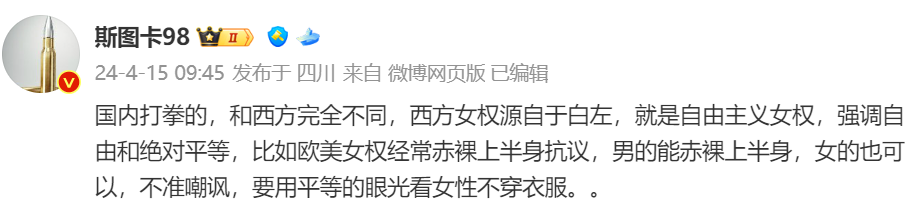 斯图卡98 II
24-4-15 09:45 发布于 四川 来自 微博网页版 已编辑
国内打拳的，和西方完全不同，西方女权源自于白左，就是自由主义女权，强调自
由和绝对平等，比如欧美女权经常赤裸上半身抗议，男的能赤裸上半身，女的也可
以，不准嘲讽，要用平等的眼光看女性不穿衣服。。